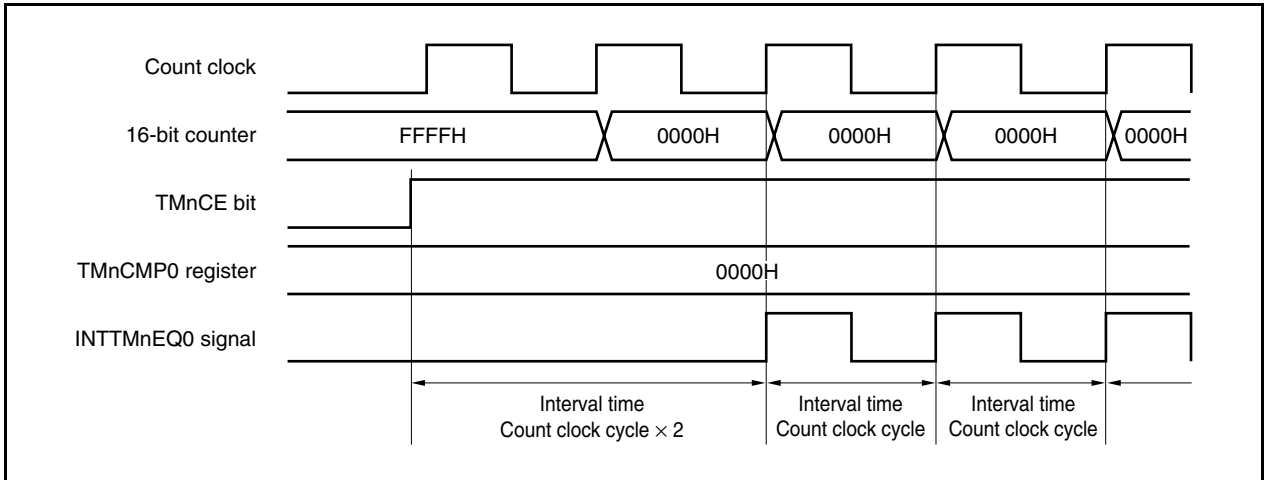 Count clock
16-bit counter
FFFFH
0000H
0000H
0000H
0000H
TMnCE bit
TMnCMP0 register
0000H
INTTMnEQ0 signal
Interval time
Count clock cycle × 2
Interval time
Count clock cycle
Interval time
Count clock cycle